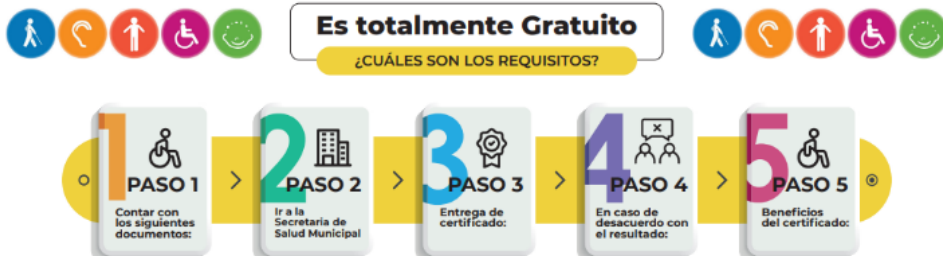 Es totalmente Gratuito
¿CUÁLES SON LOS REQUISITOS?
1
PASO 1
Contar con
los siguientes
documentos:
2
PASO 2
Ir a la
Secretaria de
Salud Municipal
3
PASO 3
Entrega de
certificado:
4
PASO 4
En caso de
desacuerdo con
el resultado:
5
PASO 5
Beneficios
del certificado: